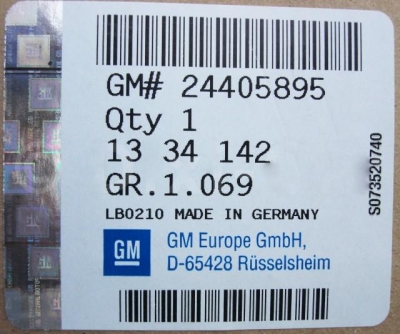 GM# 24405895
Qty 1
13 34 142
GR.1.069
LB0210 MADE IN GERMANY
GM
GM Europe GmbH,
D-65428 Rüsselsheim
S073520740